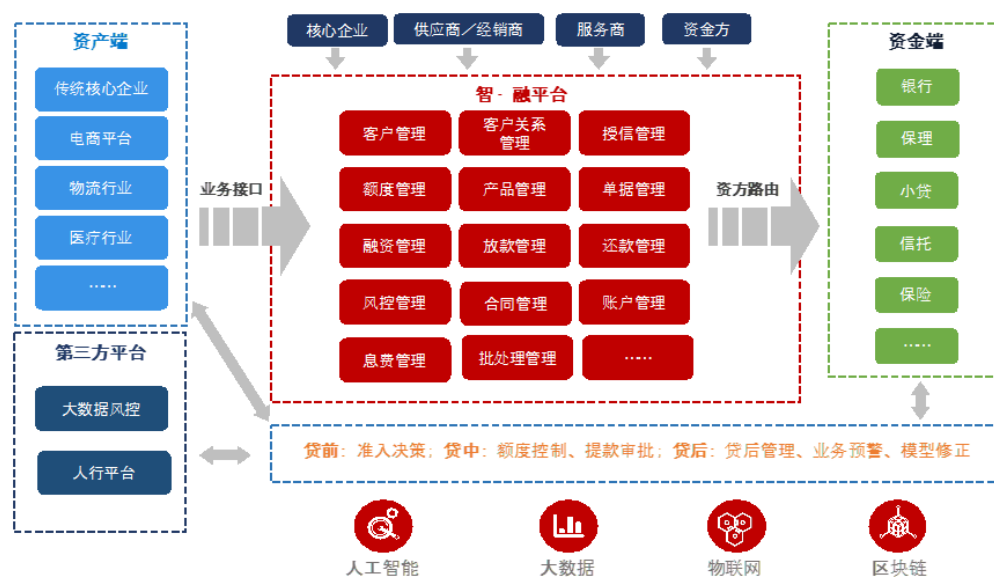 核心企业
供应商／经销商
服务商
资金方
资产端
传统核心企业
电商平台
物流行业
医疗行业
……
业务接口
智·融平台
客户管理
客户关系
管理
授信管理
额度管理
产品管理
单据管理
融资管理
放款管理
还款管理
风控管理
合同管理
账户管理
息费管理
批处理管理
……
资方路由
资金端
银行
保理
小贷
信托
保险
……
第三方平台
大数据风控
人行平台
贷前：准入决策；贷中：额度控制、提款审批；贷后：贷后管理、业务预警、模型修正
人工智能
大数据
物联网
区块链